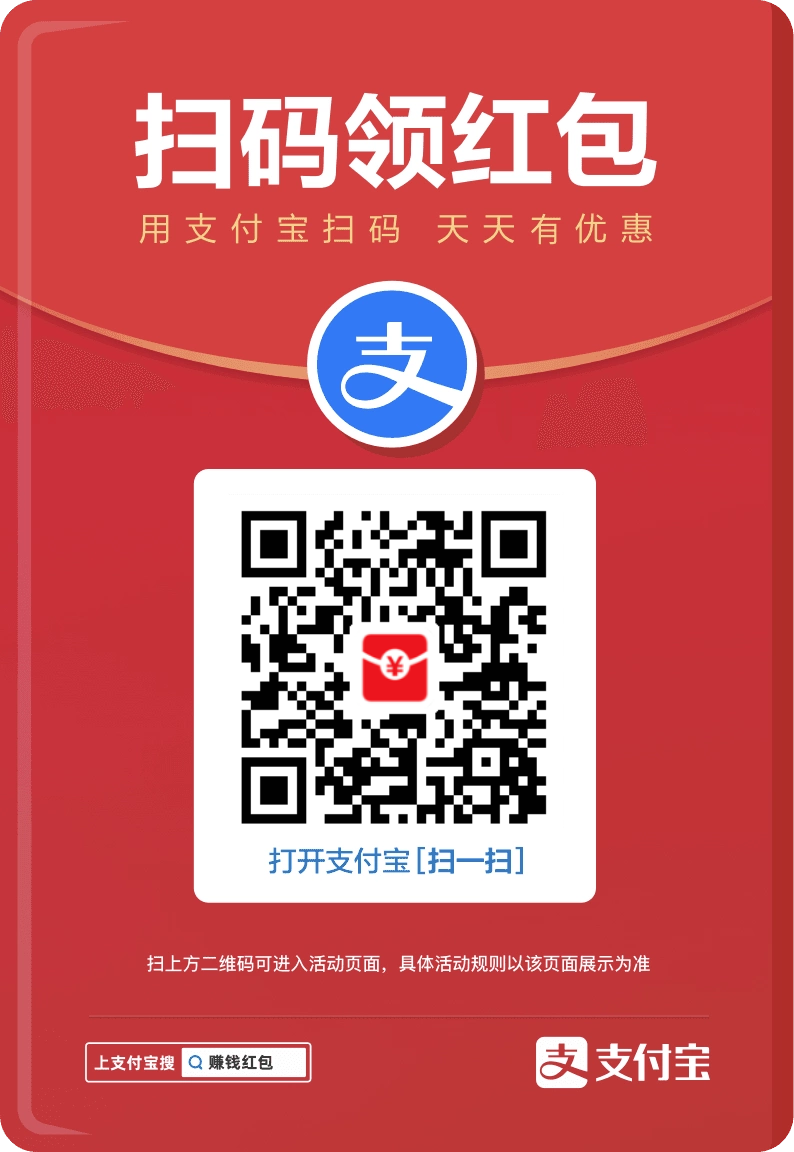 扫码领红包
用支付宝扫码 天天有优惠
支
¥
打开支付宝[扫一扫]
扫上方二维码可进入活动页面，具体活动规则以该页面展示为准
上支付宝搜 赚钱红包
支 支付宝